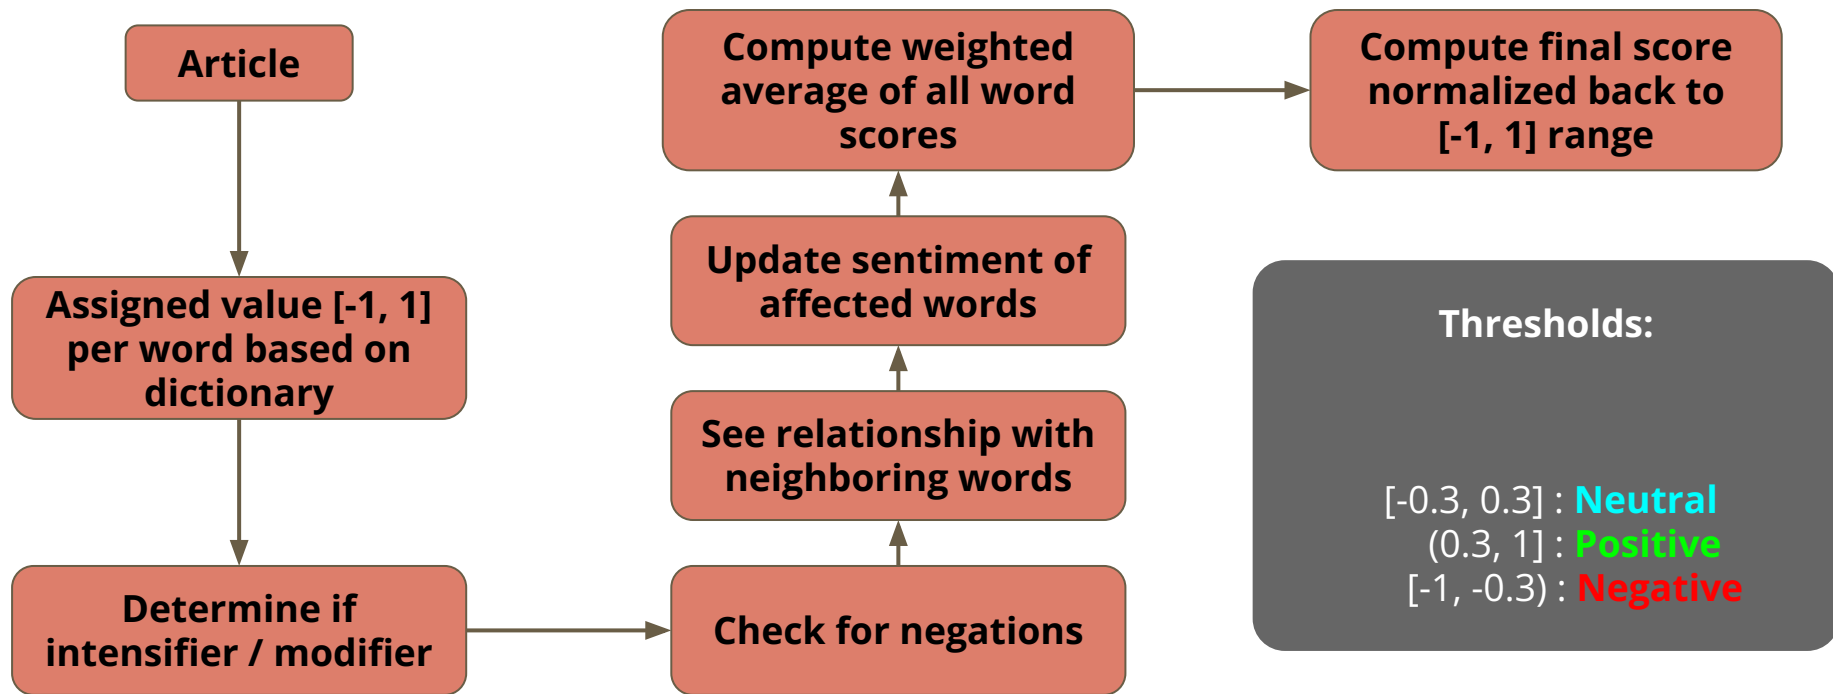 Article
Assigned value [-1, 1]
per word based on
dictionary
Determine if
intensifier / modifier
Check for negations
See relationship with
neighboring words
Update sentiment of
affected words
Compute weighted
average of all word
scores
Compute final score
normalized back to
[-1, 1] range
Thresholds:
[-0.3, 0.3] : Neutral
(0.3, 1] : Positive
[-1, -0.3) : Negative